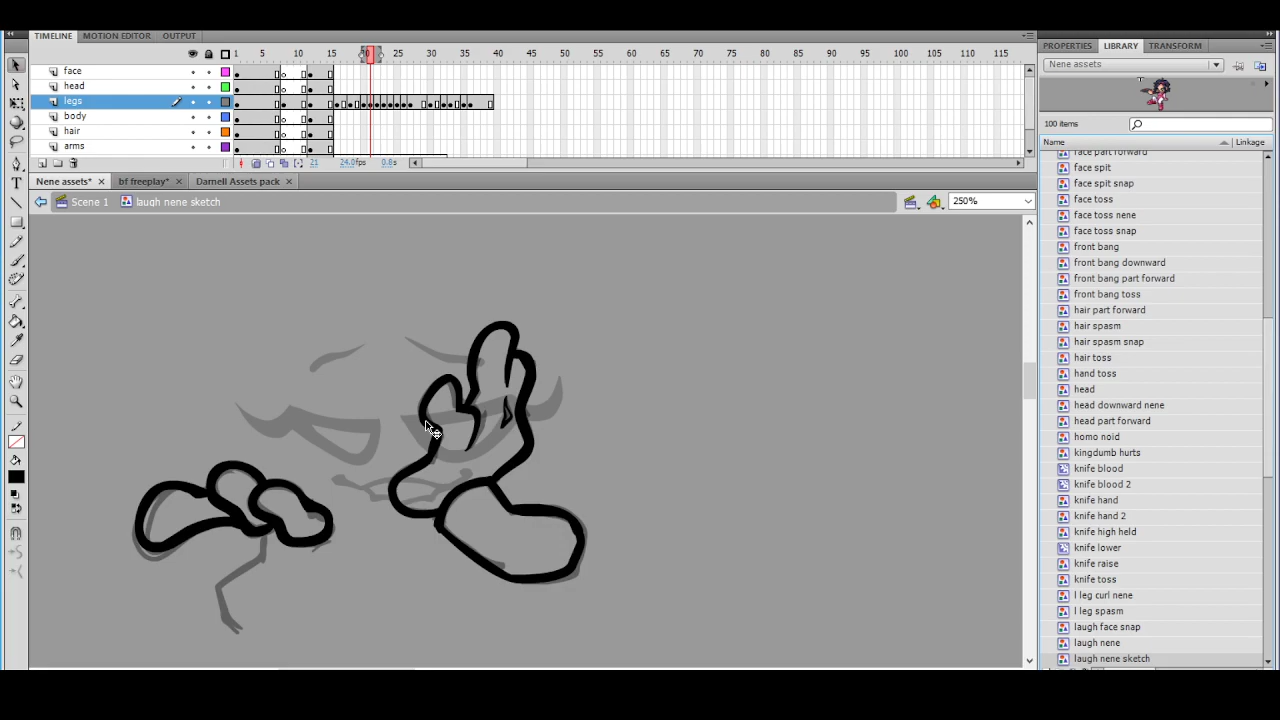 TIMELINE MOTION EDITOR OUTPUT
PROPERTIES LIBRARY TRANSFORM
1 5 10 15 20 25 30 35 40 45 50 55 60 65 70 75 80 85 90 95 100 105 110 115
face
head
legs
body
hair
arms
21 24.0fps 0.8s
Nene assets
100 items
Name Linkage
Nene assets* × bf freeplay* × Darnell Assets pack ×
Scene 1 laugh nene sketch 250%
face part forward
face spit
face spit snap
face toss
face toss nene
face toss snap
front bang
front bang downward
front bang part forward
front bang toss
hair part forward
hair spasm
hair spasm snap
hair toss
hand toss
head
head downward nene
head part forward
homo noid
kingdumb hurts
knife blood
knife blood 2
knife hand
knife hand 2
knife high held
knife lower
knife raise
knife toss
l leg curl nene
l leg spasm
laugh face snap
laugh nene
laugh nene sketch